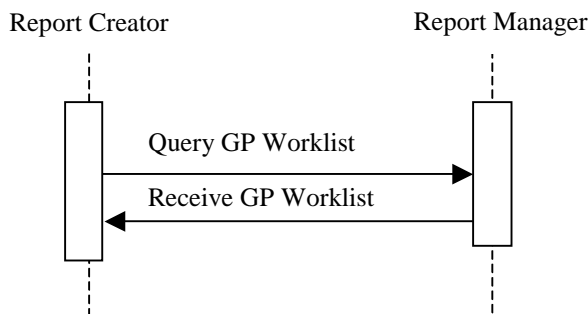 Report Creator
Report Manager
Query GP Worklist
Receive GP Worklist